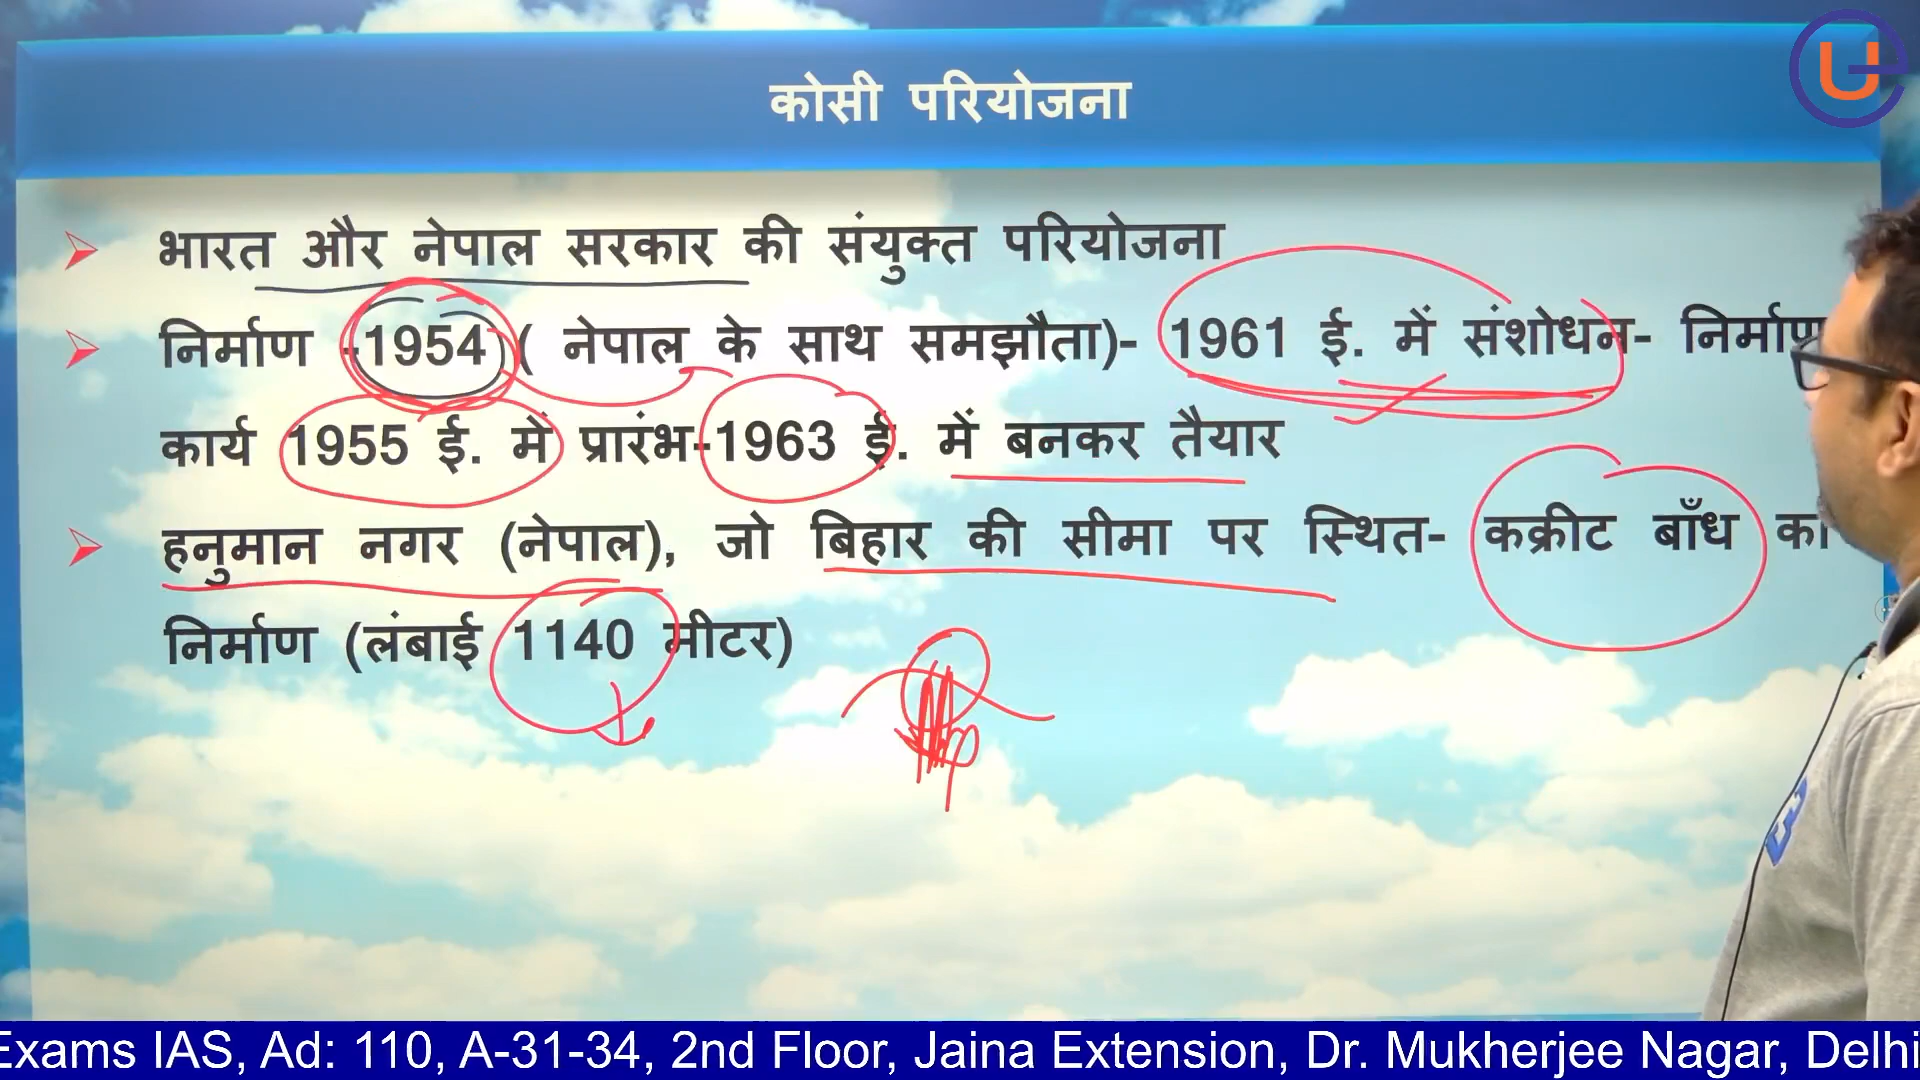 कोसी परियोजना
भारत और नेपाल सरकार की संयुक्त परियोजना
निर्माण -1954 ( नेपाल के साथ समझौता)- 1961 ई. में संशोधन- निर्माण
कार्य 1955 ई. में प्रारंभ-1963 ई. में बनकर तैयार
हनुमान नगर (नेपाल), जो बिहार की सीमा पर स्थित- कक्रीट बाँध का
निर्माण (लंबाई 1140 मीटर)
Exams IAS, Ad: 110, A-31-34, 2nd Floor, Jaina Extension, Dr. Mukherjee Nagar, Delhi